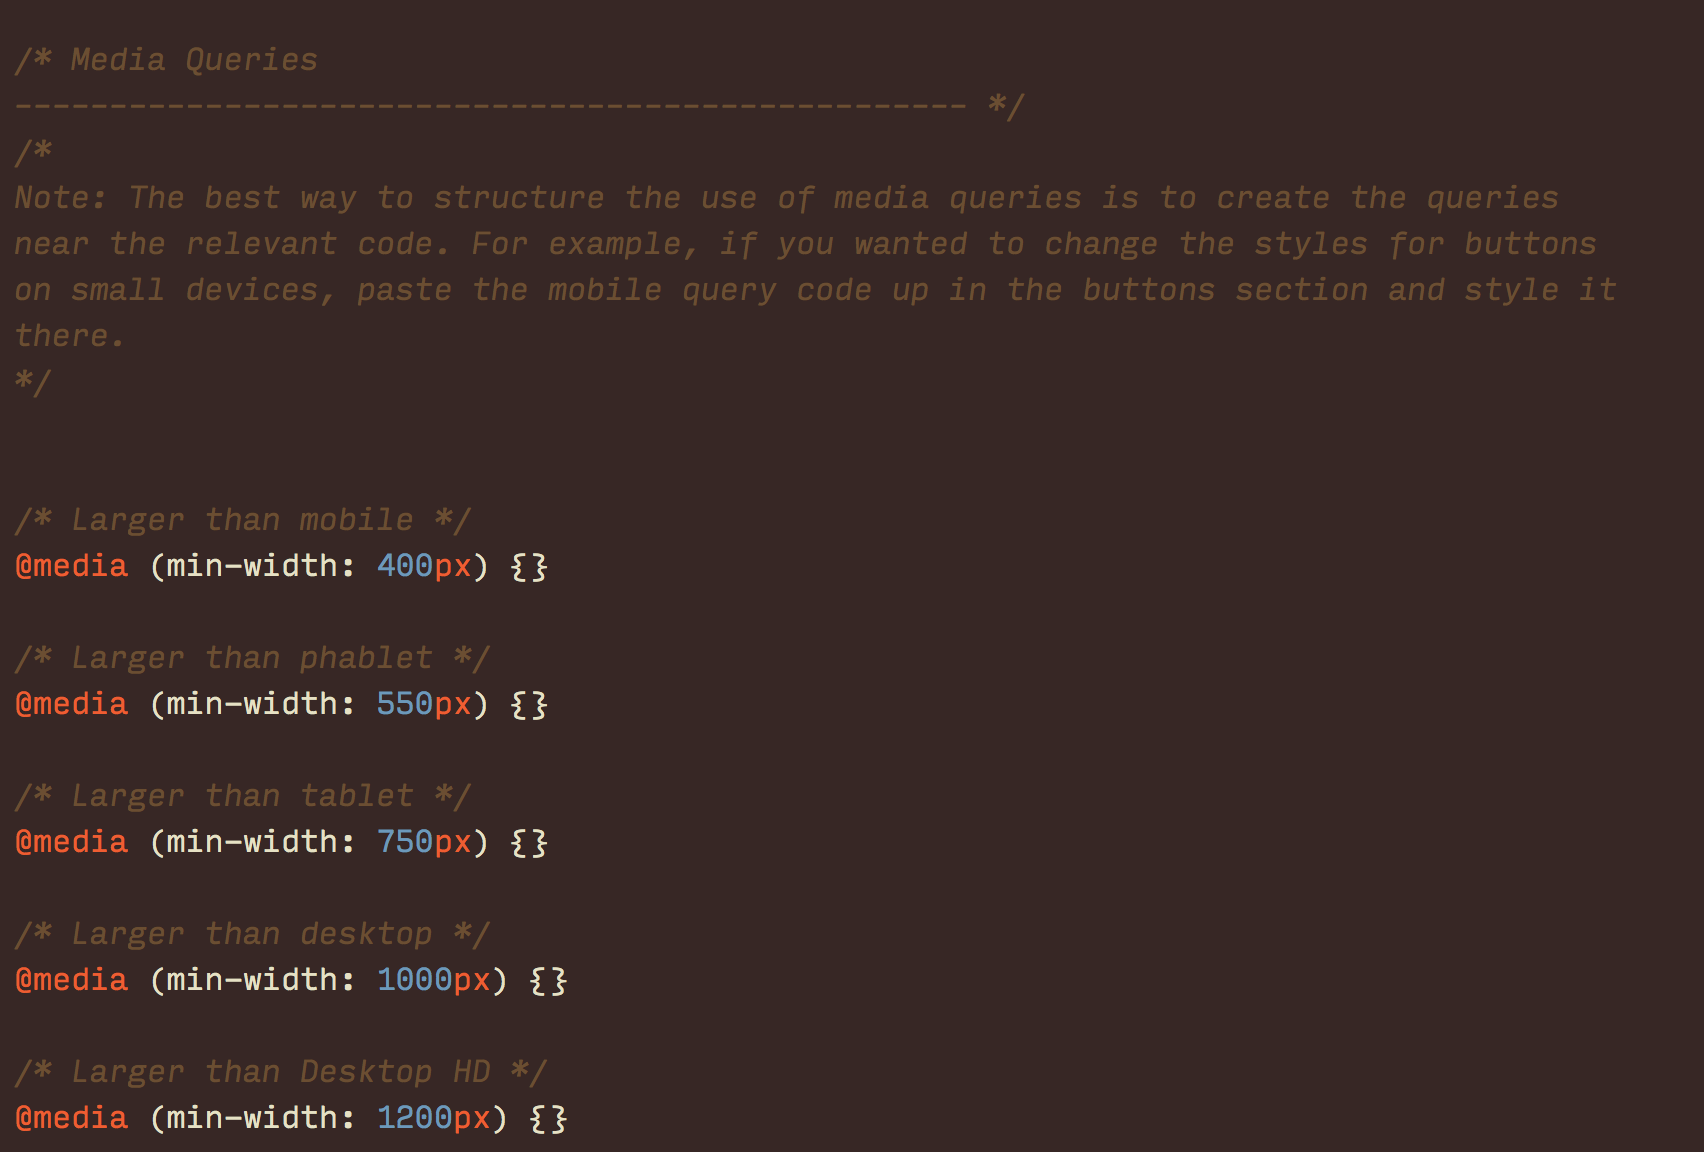 /* Media Queries
–––––––––––––––––––––––––––––––––––––––––––––––––– */
/*
Note: The best way to structure the use of media queries is to create the queries
near the relevant code. For example, if you wanted to change the styles for buttons
on small devices, paste the mobile query code up in the buttons section and style it
there.
*/
/* Larger than mobile */
@media (min-width: 400px) {}
/* Larger than phablet */
@media (min-width: 550px) {}
/* Larger than tablet */
@media (min-width: 750px) {}
/* Larger than desktop */
@media (min-width: 1000px) {}
/* Larger than Desktop HD */
@media (min-width: 1200px) {}